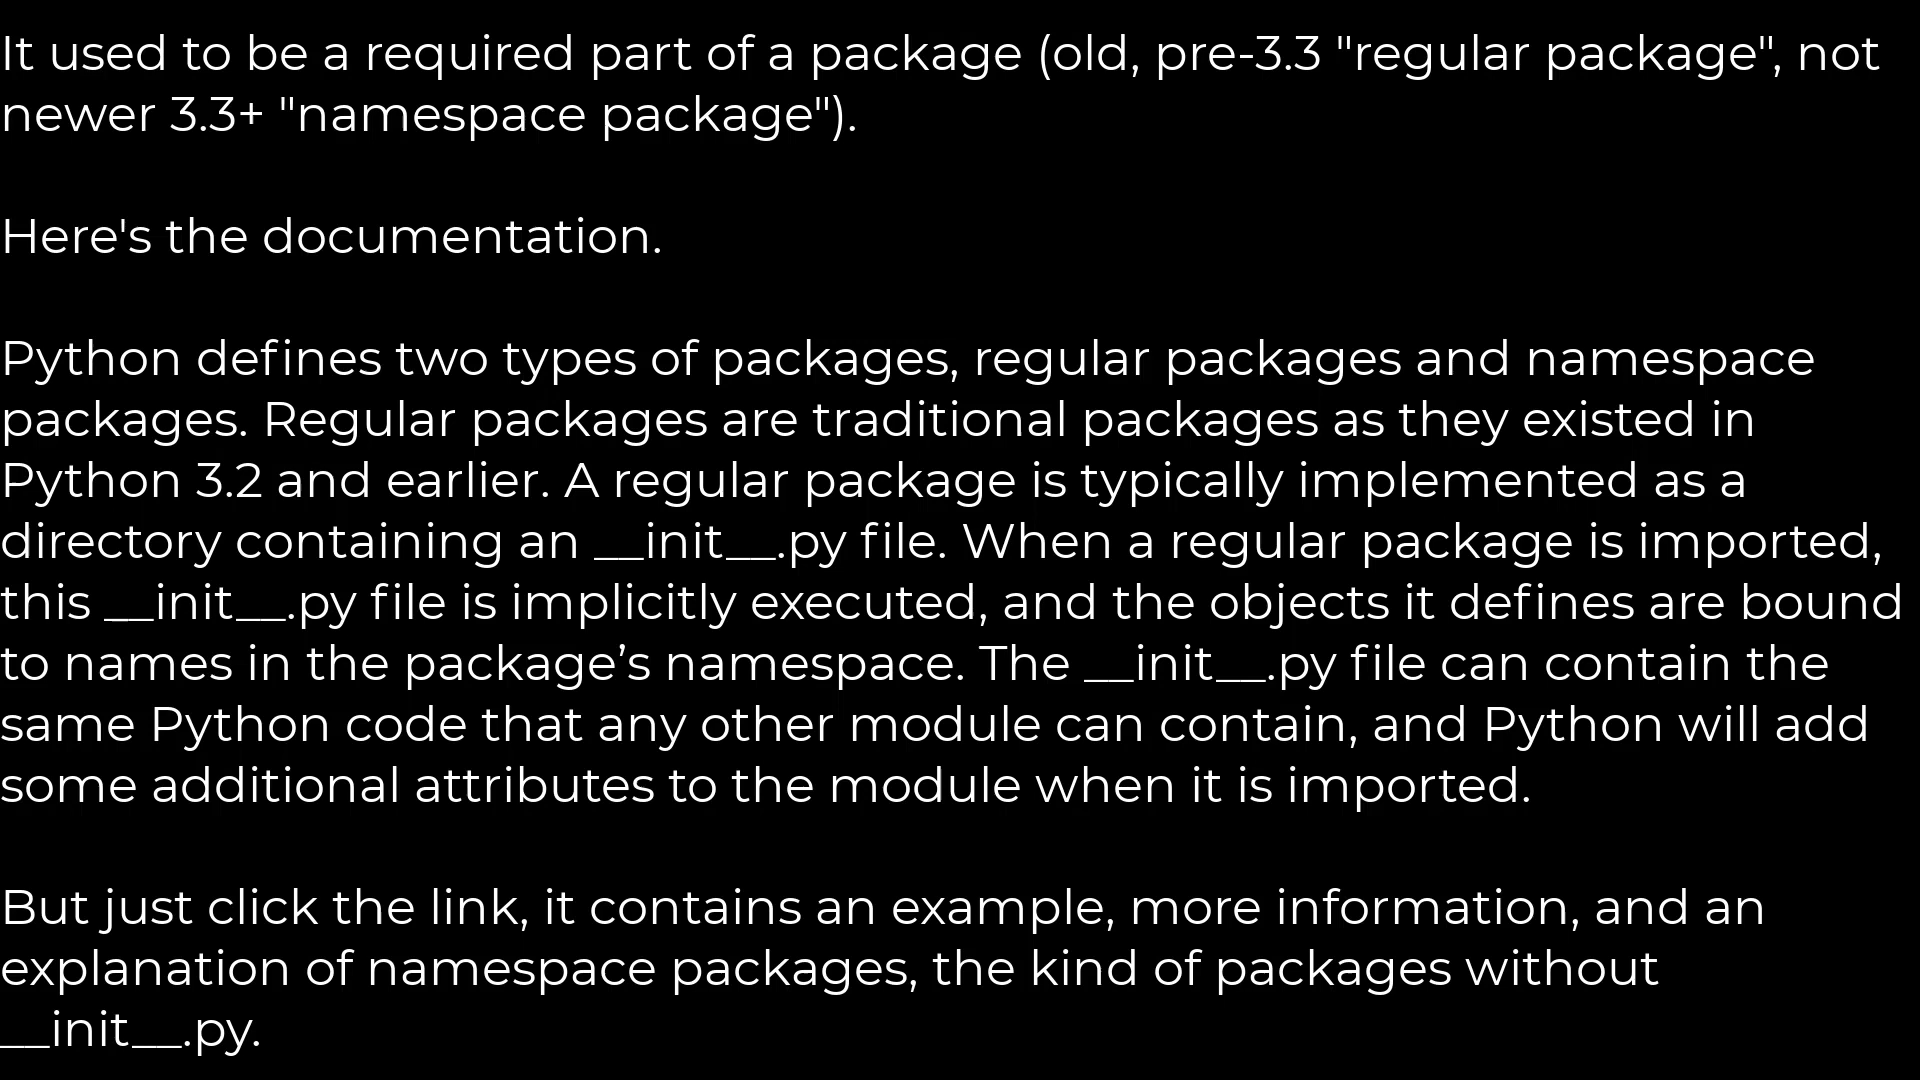 It used to be a required part of a package (old, pre-3.3 "regular package", not
newer 3.3+ "namespace package").
Here's the documentation.
Python defines two types of packages, regular packages and namespace
packages. Regular packages are traditional packages as they existed in
Python 3.2 and earlier. A regular package is typically implemented as a
directory containing an __init__.py file. When a regular package is imported,
this __init__.py file is implicitly executed, and the objects it defines are bound
to names in the package’s namespace. The __init__.py file can contain the
same Python code that any other module can contain, and Python will add
some additional attributes to the module when it is imported.
But just click the link, it contains an example, more information, and an
explanation of namespace packages, the kind of packages without
__init__.py.